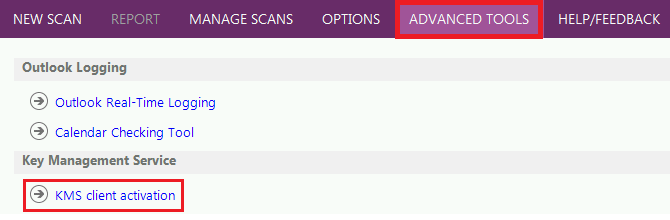 NEW SCAN REPORT MANAGE SCANS OPTIONS ADVANCED TOOLS HELP/FEEDBACK
Outlook Logging
Outlook Real-Time Logging
Calendar Checking Tool
Key Management Service
KMS client activation